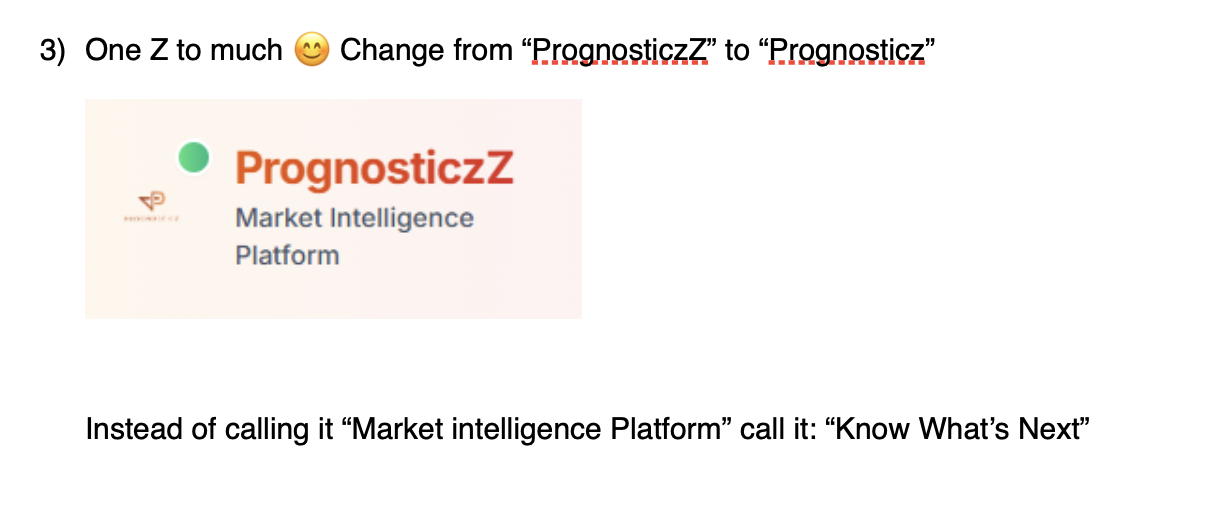 3) One Z to much 😊 Change from “PrognosticzZ” to “Prognosticz”
PrognosticzZ
Market Intelligence
Platform
Instead of calling it “Market intelligence Platform” call it: “Know What’s Next”